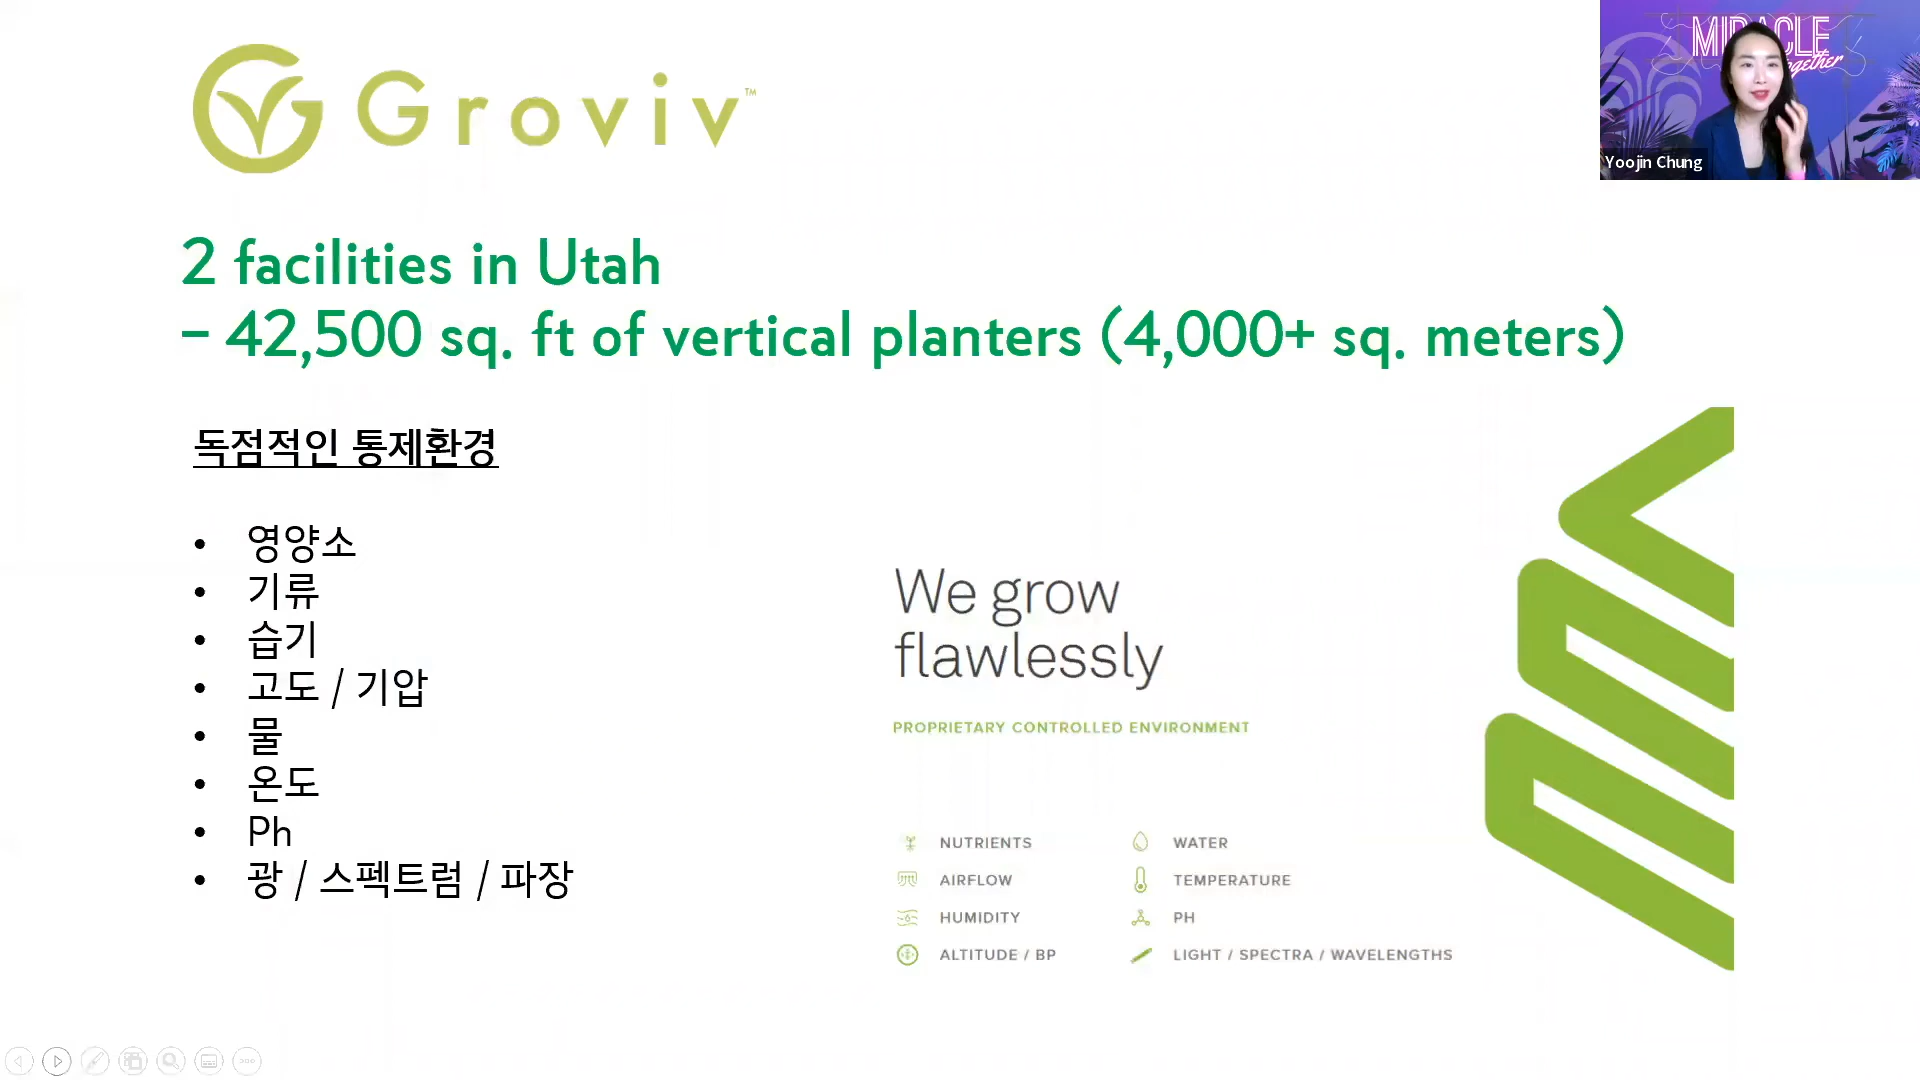 Groviv™
MIRACLE
together
Yoojin Chung
2 facilities in Utah
– 42,500 sq. ft of vertical planters (4,000+ sq. meters)
독점적인 통제환경
• 영양소
• 기류
• 습기
• 고도 / 기압
• 물
• 온도
• Ph
• 광 / 스펙트럼 / 파장
We grow
flawlessly
PROPRIETARY CONTROLLED ENVIRONMENT
NUTRIENTS
AIRFLOW
HUMIDITY
ALTITUDE / BP
WATER
TEMPERATURE
PH
LIGHT / SPECTRA / WAVELENGTHS